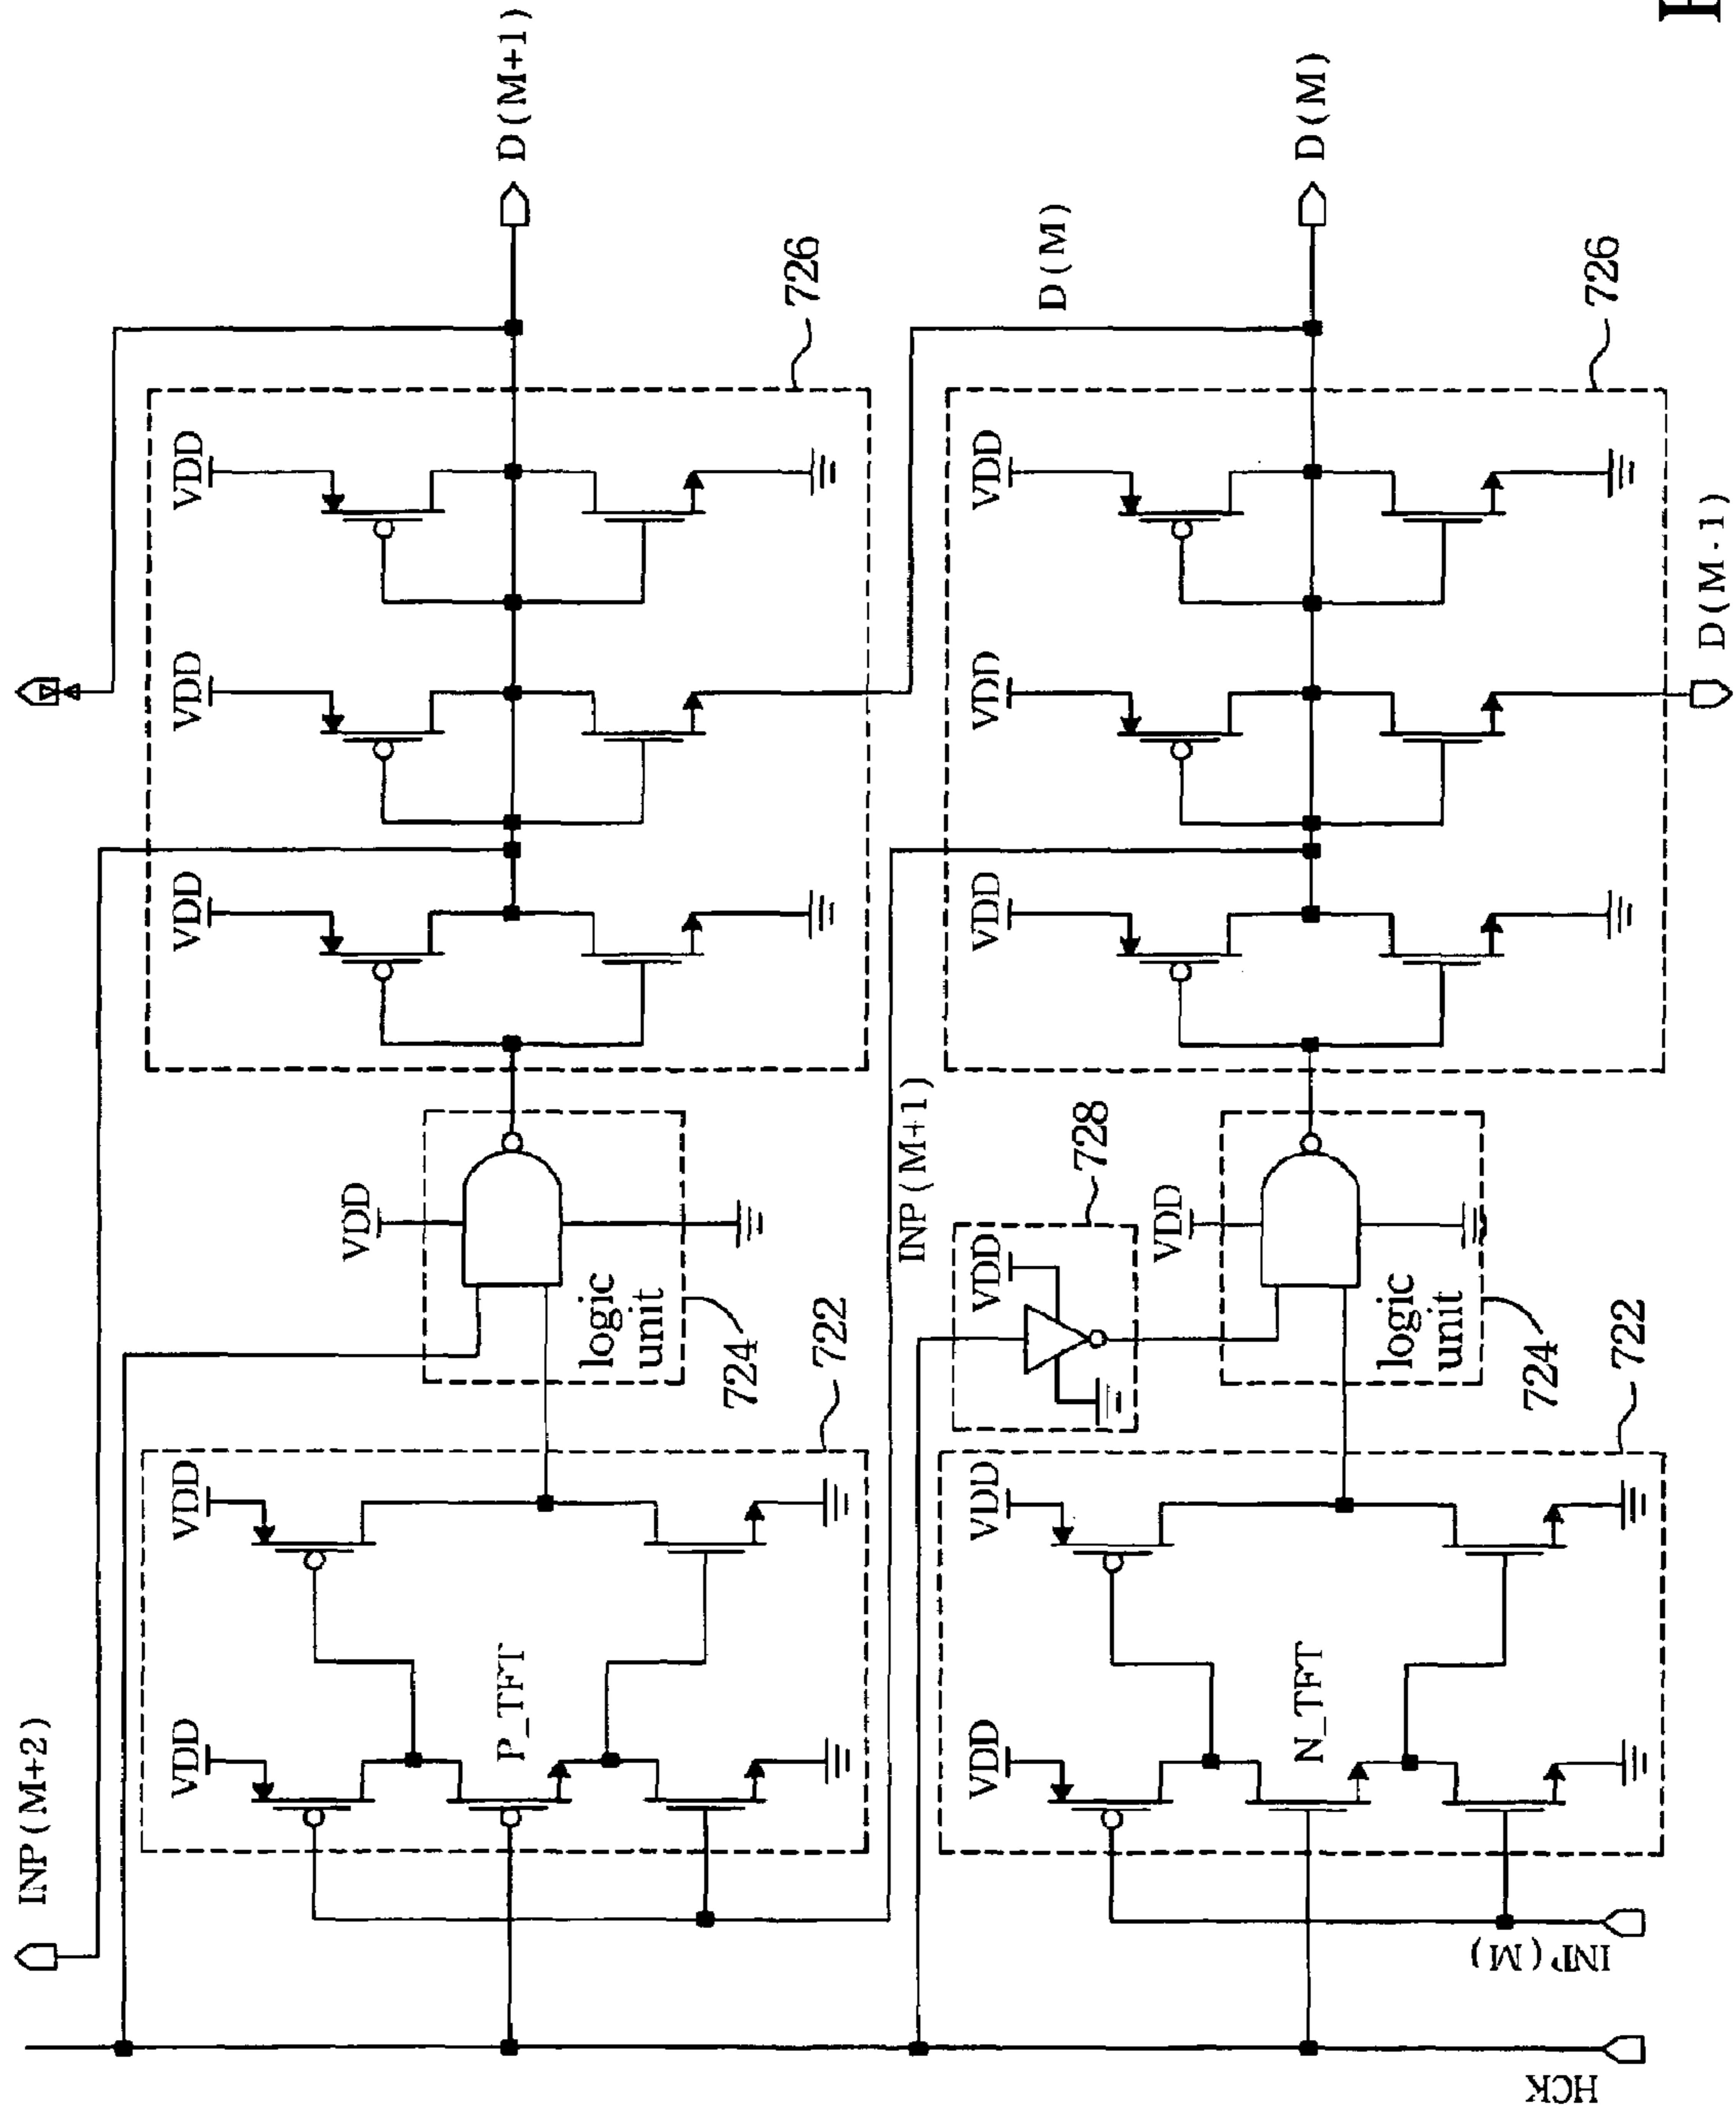 INP(M+2)
D(M+1)
VDD
VDD
VDD
VDD
VDD
P_TFT
VDD
logic
unit
724
722
726
INP(M+1)
D(M)
D(M)
VDD
VDD
VDD
VDD
VDD
N_TFT
VDD
728
VDD
logic
unit
724
722
726
D(M-1)
INP(M)
HCK